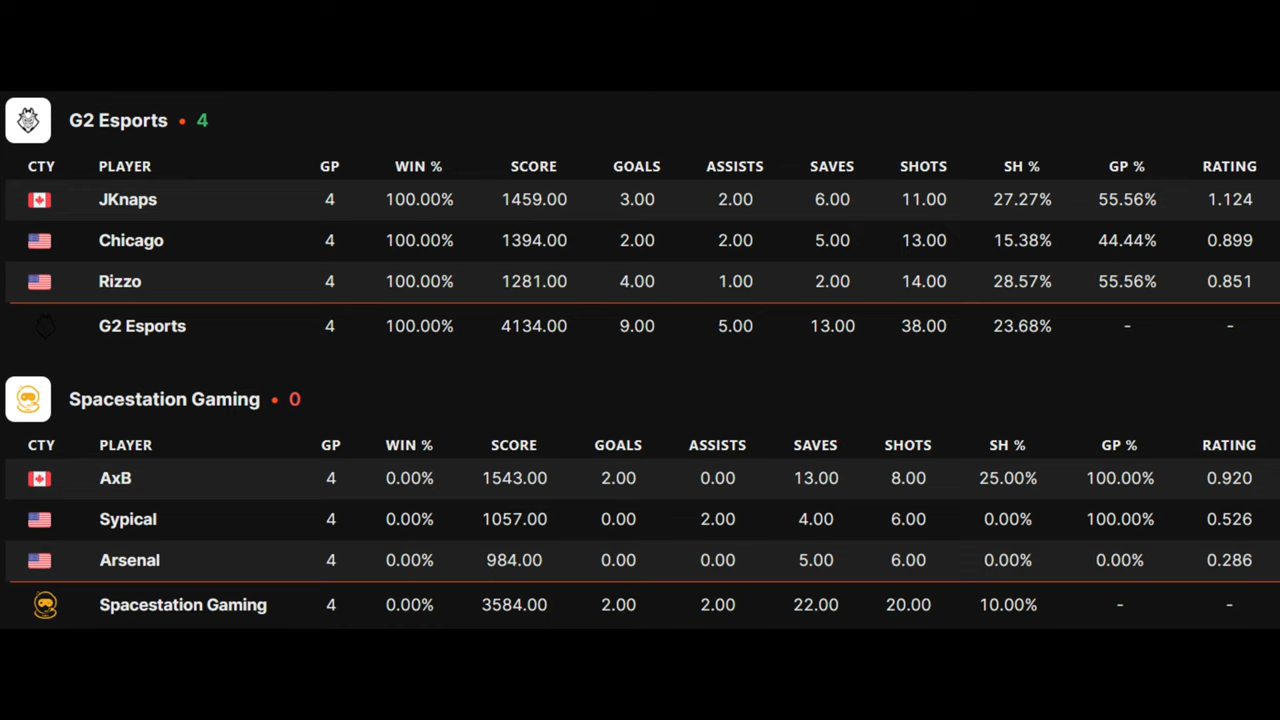 G2 Esports • 4
CTY PLAYER GP WIN % SCORE GOALS ASSISTS SAVES SHOTS SH % GP % RATING
JKnaps 4 100.00% 1459.00 3.00 2.00 6.00 11.00 27.27% 55.56% 1.124
Chicago 4 100.00% 1394.00 2.00 2.00 5.00 13.00 15.38% 44.44% 0.899
Rizzo 4 100.00% 1281.00 4.00 1.00 2.00 14.00 28.57% 55.56% 0.851
G2 Esports 4 100.00% 4134.00 9.00 5.00 13.00 38.00 23.68% - -
Spacestation Gaming • 0
CTY PLAYER GP WIN % SCORE GOALS ASSISTS SAVES SHOTS SH % GP % RATING
AxB 4 0.00% 1543.00 2.00 0.00 13.00 8.00 25.00% 100.00% 0.920
Sypical 4 0.00% 1057.00 0.00 2.00 4.00 6.00 0.00% 100.00% 0.526
Arsenal 4 0.00% 984.00 0.00 0.00 5.00 6.00 0.00% 0.00% 0.286
Spacestation Gaming 4 0.00% 3584.00 2.00 2.00 22.00 20.00 10.00% - -